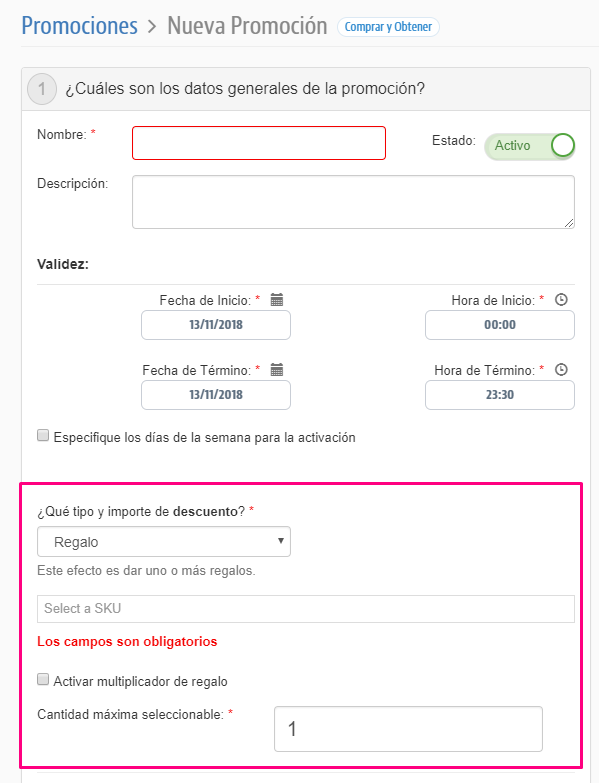 Promociones > Nueva Promoción Comprar y Obtener
1 ¿Cuáles son los datos generales de la promoción?
Nombre: * Estado: Activo
Descripción:
Validez:
Fecha de Inicio: * Hora de Inicio: *
13/11/2018 00:00
Fecha de Término: * Hora de Término: *
13/11/2018 23:30
Especifique los días de la semana para la activación
¿Qué tipo y importe de descuento? *
Regalo
Este efecto es dar uno o más regalos.
Select a SKU
Los campos son obligatorios
Activar multiplicador de regalo
Cantidad máxima seleccionable: * 1